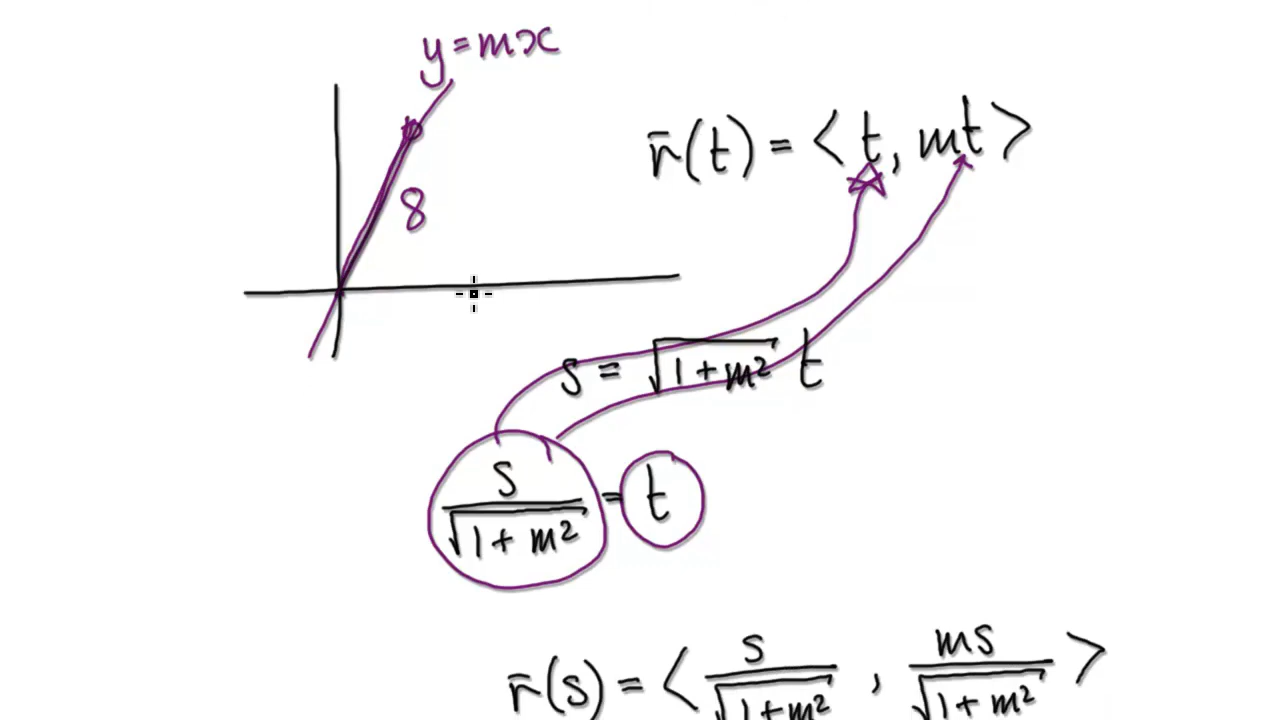 y = mx
r̄(t) = < t, mt >
8
s = √(1 + m²) t
s/√(1 + m²) = t
r̄(s) = < s/√(1 + m²) , ms/√(1 + m²) >